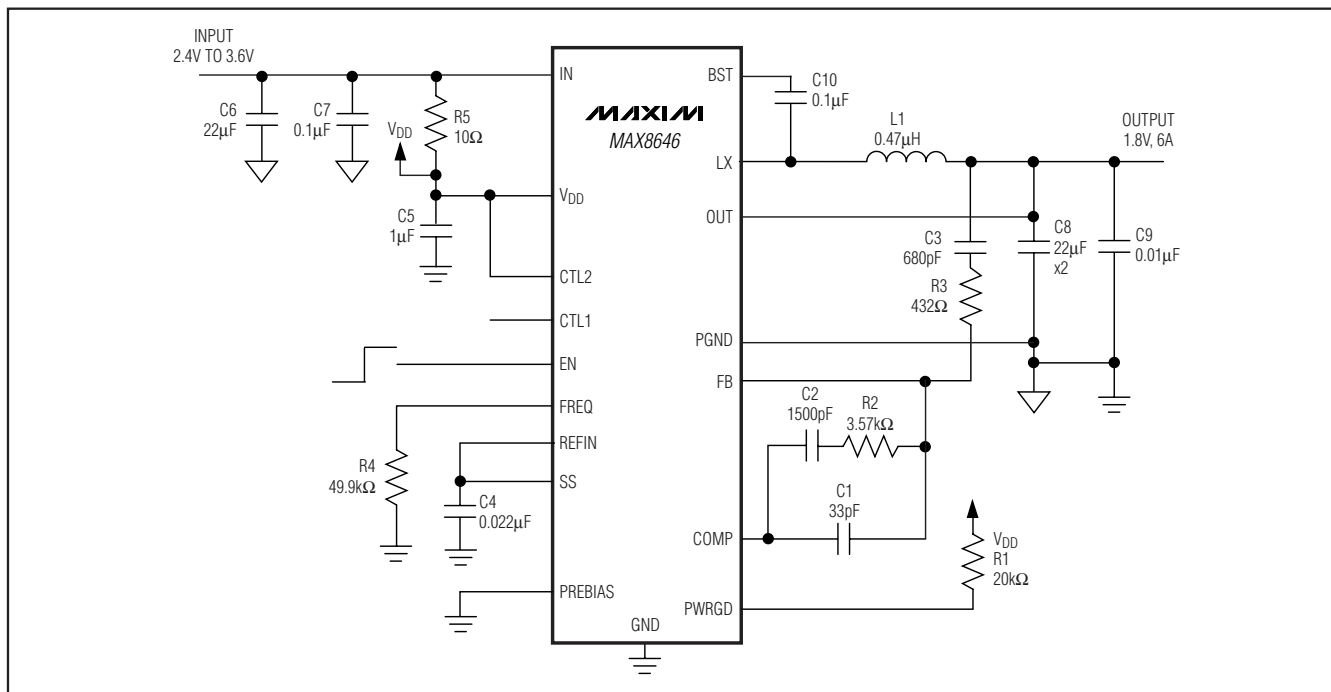 INPUT
2.4V TO 3.6V
C6
22µF
C7
0.1µF
R5
10Ω
VDD
C5
1µF
R4
49.9kΩ
C4
0.022µF
IN
VDD
CTL2
CTL1
EN
FREQ
REFIN
SS
PREBIAS
MAXIM
MAX8646
GND
BST
LX
OUT
PGND
FB
COMP
PWRGD
C10
0.1µF
L1
0.47µH
OUTPUT
1.8V, 6A
C3
680pF
R3
432Ω
C8
22µF
x2
C9
0.01µF
C2
1500pF
R2
3.57kΩ
C1
33pF
VDD
R1
20kΩ